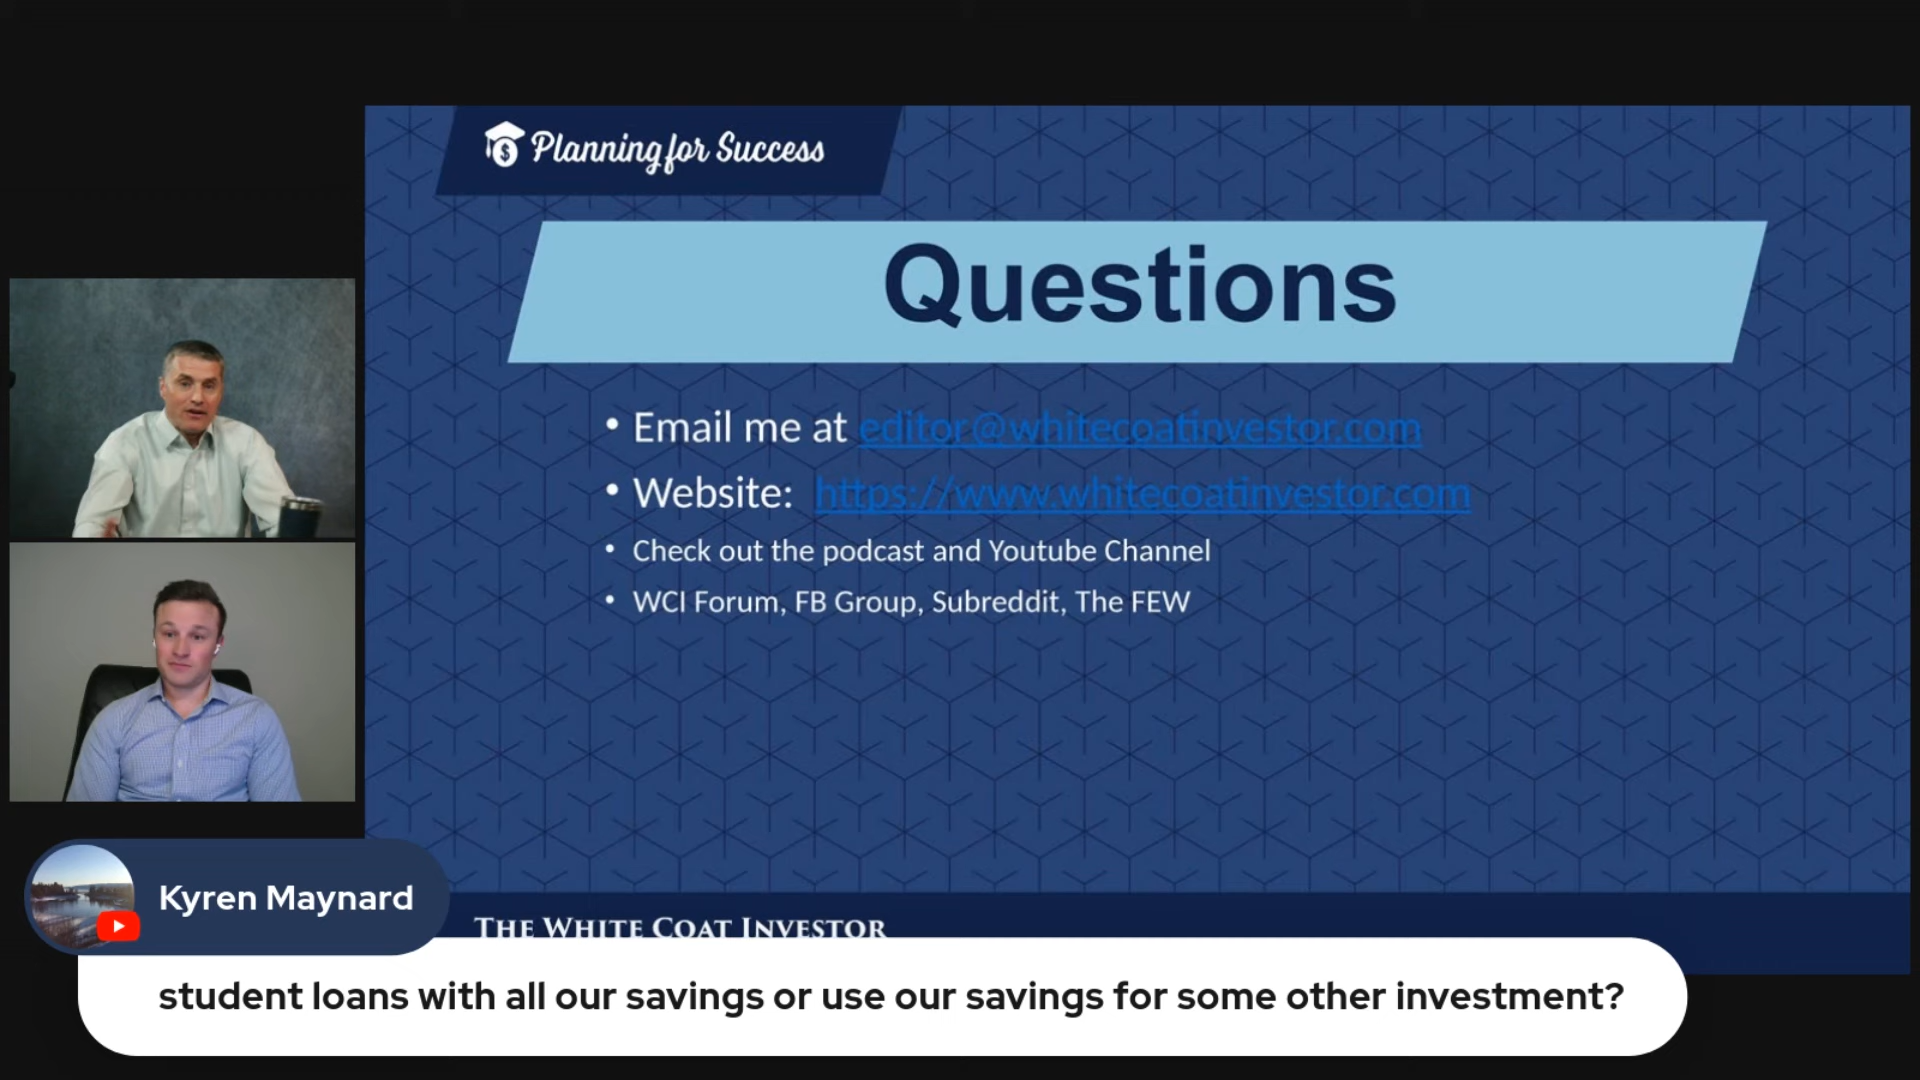 Planning for Success
Questions
• Email me at editor@whitecoatinvestor.com
• Website: https://www.whitecoatinvestor.com
• Check out the podcast and Youtube Channel
• WCI Forum, FB Group, Subreddit, The FEW
Kyren Maynard
THE WHITE COAT INVESTOR
student loans with all our savings or use our savings for some other investment?